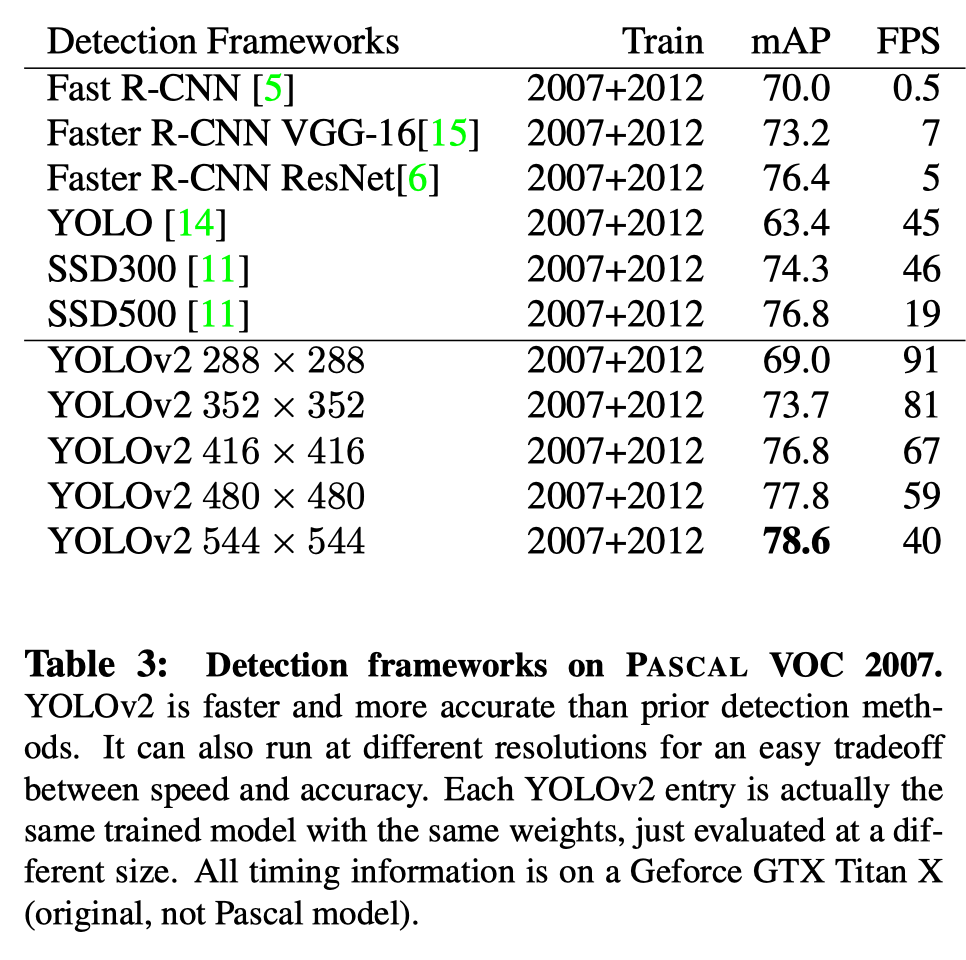 Detection Frameworks Train mAP FPS
Fast R-CNN [5] 2007+2012 70.0 0.5
Faster R-CNN VGG-16[15] 2007+2012 73.2 7
Faster R-CNN ResNet[6] 2007+2012 76.4 5
YOLO [14] 2007+2012 63.4 45
SSD300 [11] 2007+2012 74.3 46
SSD500 [11] 2007+2012 76.8 19
YOLOv2 288 × 288 2007+2012 69.0 91
YOLOv2 352 × 352 2007+2012 73.7 81
YOLOv2 416 × 416 2007+2012 76.8 67
YOLOv2 480 × 480 2007+2012 77.8 59
YOLOv2 544 × 544 2007+2012 78.6 40
Table 3: Detection frameworks on PASCAL VOC 2007.
YOLOv2 is faster and more accurate than prior detection meth-
ods. It can also run at different resolutions for an easy tradeoff
between speed and accuracy. Each YOLOv2 entry is actually the
same trained model with the same weights, just evaluated at a dif-
ferent size. All timing information is on a Geforce GTX Titan X
(original, not Pascal model).